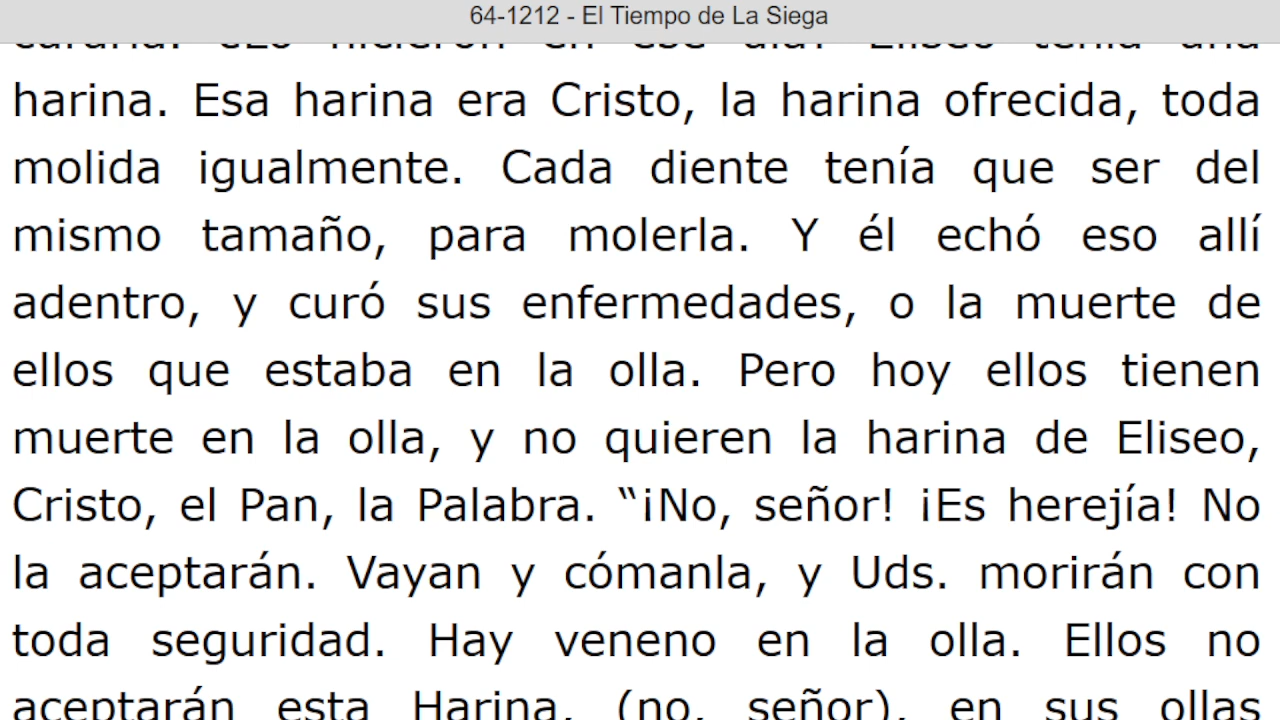 64-1212 - El Tiempo de La Siega
harina. Esa harina era Cristo, la harina ofrecida, toda
molida igualmente. Cada diente tenía que ser del
mismo tamaño, para molerla. Y él echó eso allí
adentro, y curó sus enfermedades, o la muerte de
ellos que estaba en la olla. Pero hoy ellos tienen
muerte en la olla, y no quieren la harina de Eliseo,
Cristo, el Pan, la Palabra. “¡No, señor! ¡Es herejía! No
la aceptarán. Vayan y cómanla, y Uds. morirán con
toda seguridad. Hay veneno en la olla. Ellos no
aceptarán esta Harina, (no, señor), en sus ollas